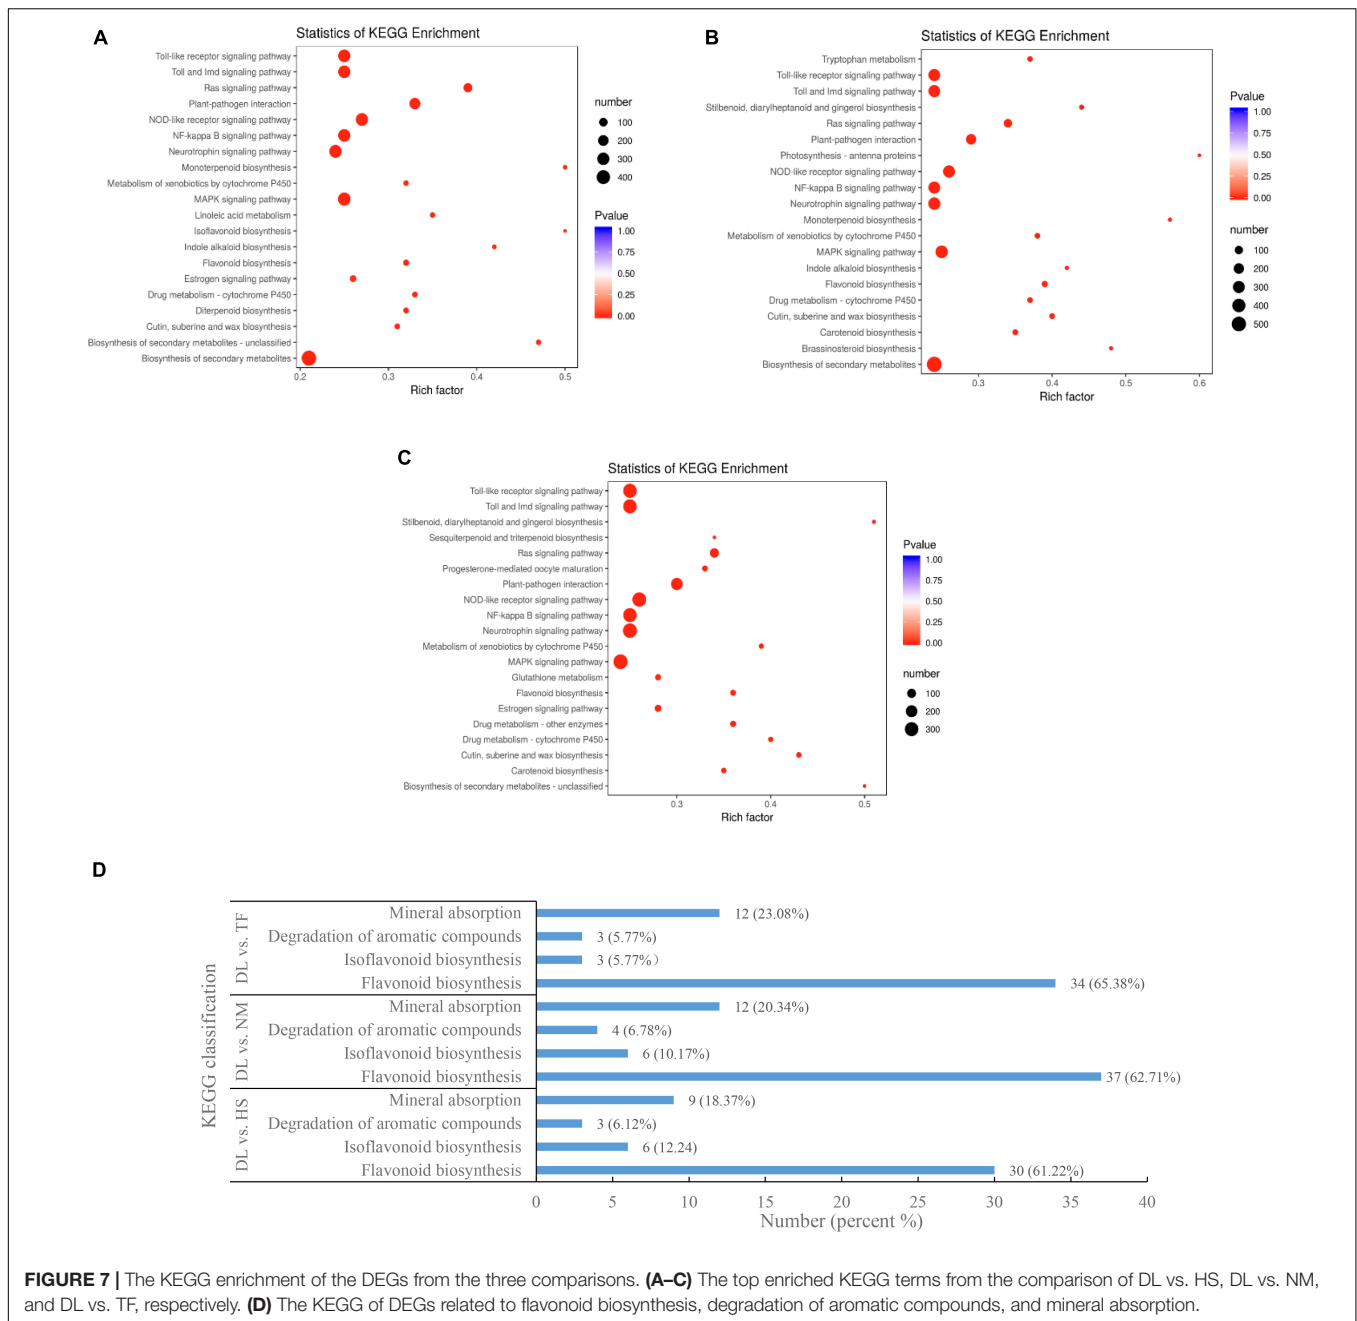 A
Statistics of KEGG Enrichment
Toll-like receptor signaling pathway
Toll and Imd signaling pathway
Ras signaling pathway
Plant-pathogen interaction
NOD-like receptor signaling pathway
NF-kappa B signaling pathway
Neurotrophin signaling pathway
Monoterpenoid biosynthesis
Metabolism of xenobiotics by cytochrome P450
MAPK signaling pathway
Linoleic acid metabolism
Isoflavonoid biosynthesis
Indole alkaloid biosynthesis
Flavonoid biosynthesis
Estrogen signaling pathway
Drug metabolism - cytochrome P450
Diterpenoid biosynthesis
Cutin, suberine and wax biosynthesis
Biosynthesis of secondary metabolites - unclassified
Biosynthesis of secondary metabolites
0.2 0.3 0.4 0.5
Rich factor
number
100
200
300
400
Pvalue
1.00
0.75
0.50
0.25
0.00
B
Statistics of KEGG Enrichment
Tryptophan metabolism
Toll-like receptor signaling pathway
Toll and Imd signaling pathway
Stilbenoid, diarylheptanoid and gingerol biosynthesis
Ras signaling pathway
Plant-pathogen interaction
Photosynthesis - antenna proteins
NOD-like receptor signaling pathway
NF-kappa B signaling pathway
Neurotrophin signaling pathway
Monoterpenoid biosynthesis
Metabolism of xenobiotics by cytochrome P450
MAPK signaling pathway
Indole alkaloid biosynthesis
Flavonoid biosynthesis
Drug metabolism - cytochrome P450
Cutin, suberine and wax biosynthesis
Carotenoid biosynthesis
Brassinosteroid biosynthesis
Biosynthesis of secondary metabolites
0.3 0.4 0.5 0.6
Rich factor
Pvalue
1.00
0.75
0.50
0.25
0.00
number
100
200
300
400
500
C
Statistics of KEGG Enrichment
Toll-like receptor signaling pathway
Toll and Imd signaling pathway
Stilbenoid, diarylheptanoid and gingerol biosynthesis
Sesquiterpenoid and triterpenoid biosynthesis
Ras signaling pathway
Progesterone-mediated oocyte maturation
Plant-pathogen interaction
NOD-like receptor signaling pathway
NF-kappa B signaling pathway
Neurotrophin signaling pathway
Metabolism of xenobiotics by cytochrome P450
MAPK signaling pathway
Glutathione metabolism
Flavonoid biosynthesis
Estrogen signaling pathway
Drug metabolism - other enzymes
Drug metabolism - cytochrome P450
Cutin, suberine and wax biosynthesis
Carotenoid biosynthesis
Biosynthesis of secondary metabolites - unclassified
0.3 0.4 0.5
Rich factor
Pvalue
1.00
0.75
0.50
0.25
0.00
number
100
200
300
D
KEGG classification
DL vs. TF
Mineral absorption 12 (23.08%)
Degradation of aromatic compounds 3 (5.77%)
Isoflavonoid biosynthesis 3 (5.77%)
Flavonoid biosynthesis 34 (65.38%)
DL vs. NM
Mineral absorption 12 (20.34%)
Degradation of aromatic compounds 4 (6.78%)
Isoflavonoid biosynthesis 6 (10.17%)
Flavonoid biosynthesis 37 (62.71%)
DL vs. HS
Mineral absorption 9 (18.37%)
Degradation of aromatic compounds 3 (6.12%)
Isoflavonoid biosynthesis 6 (12.24)
Flavonoid biosynthesis 30 (61.22%)
0 5 10 15 20 25 30 35 40
Number (percent %)
FIGURE 7 | The KEGG enrichment of the DEGs from the three comparisons. (A–C) The top enriched KEGG terms from the comparison of DL vs. HS, DL vs. NM,
and DL vs. TF, respectively. (D) The KEGG of DEGs related to flavonoid biosynthesis, degradation of aromatic compounds, and mineral absorption.